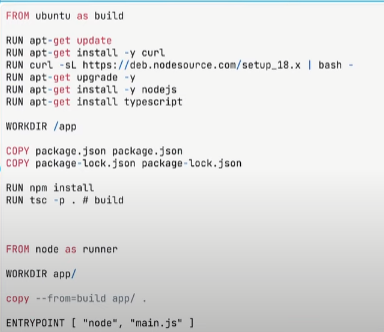 FROM ubuntu as build
RUN apt-get update
RUN apt-get install -y curl
RUN curl -sL https://deb.nodesource.com/setup_18.x | bash -
RUN apt-get upgrade -y
RUN apt-get install -y nodejs
RUN apt-get install typescript
WORKDIR /app
COPY package.json package.json
COPY package-lock.json package-lock.json
RUN npm install
RUN tsc -p . # build
FROM node as runner
WORKDIR app/
copy --from=build app/ .
ENTRYPOINT [ "node", "main.js" ]